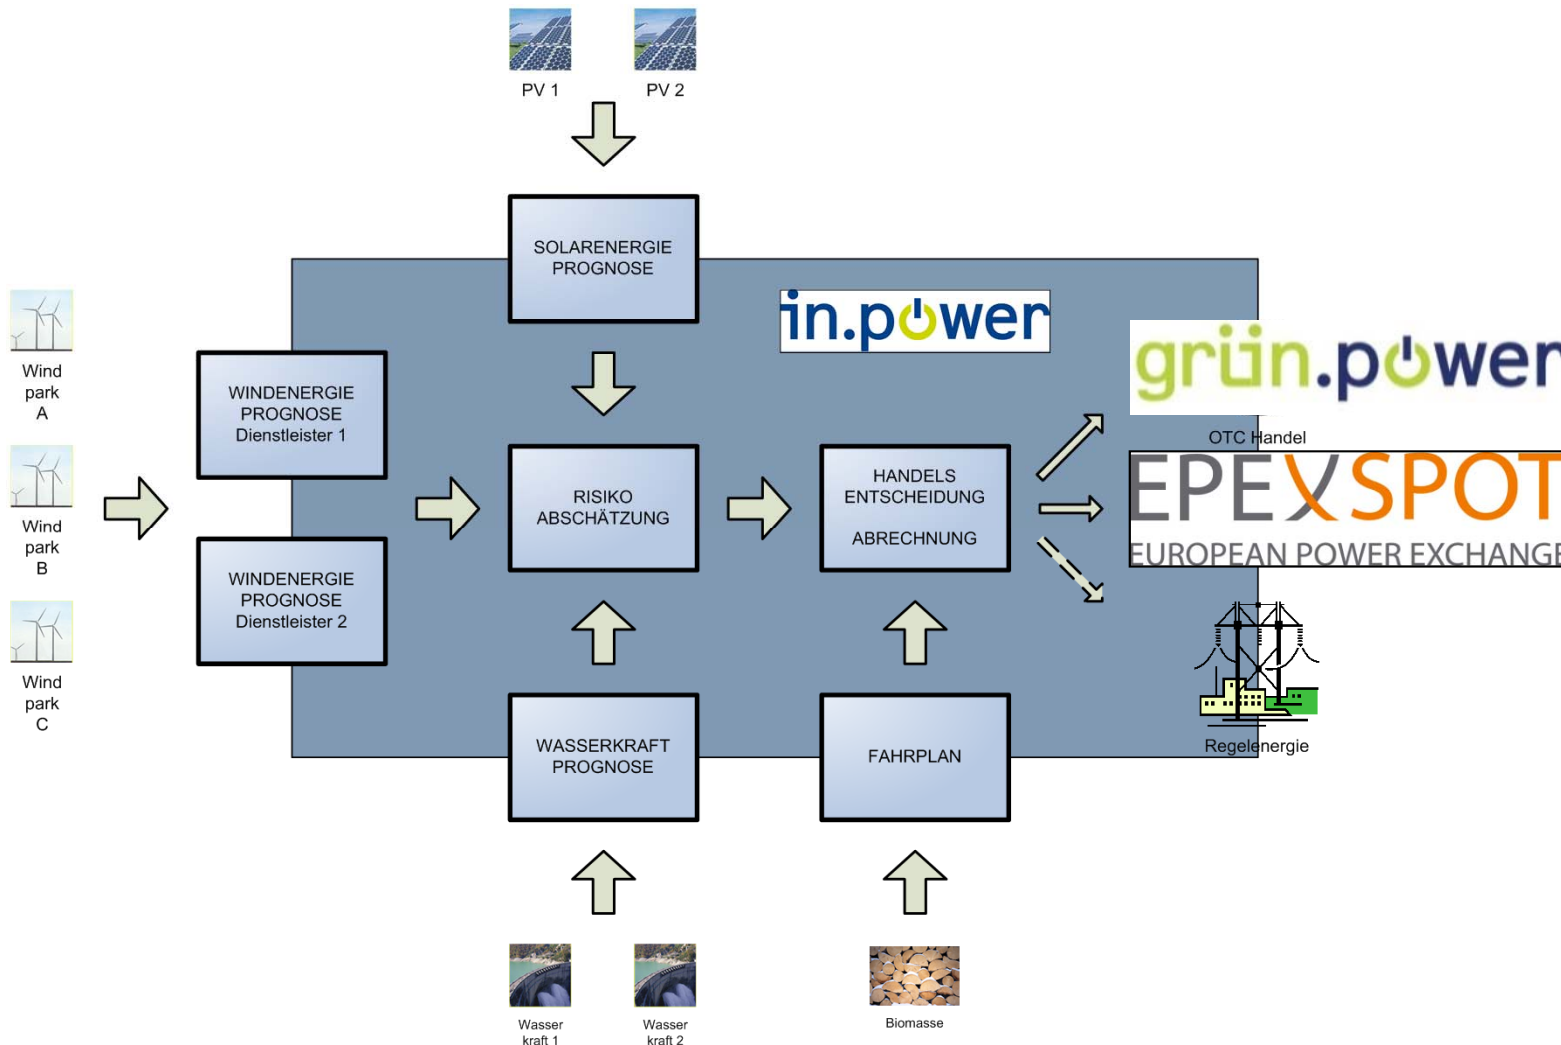 PV 1
PV 2
SOLARENERGIE
PROGNOSE
in.power
grün.power
OTC Handel
EPEXSPOT
EUROPEAN POWER EXCHANGE
Wind
park
A
Wind
park
B
Wind
park
C
WINDENERGIE
PROGNOSE
Dienstleister 1
WINDENERGIE
PROGNOSE
Dienstleister 2
RISIKO
ABSCHÄTZUNG
HANDELS
ENTSCHEIDUNG
ABRECHNUNG
WASSERKRAFT
PROGNOSE
FAHRPLAN
Regelenergie
Wasser
kraft 1
Wasser
kraft 2
Biomasse